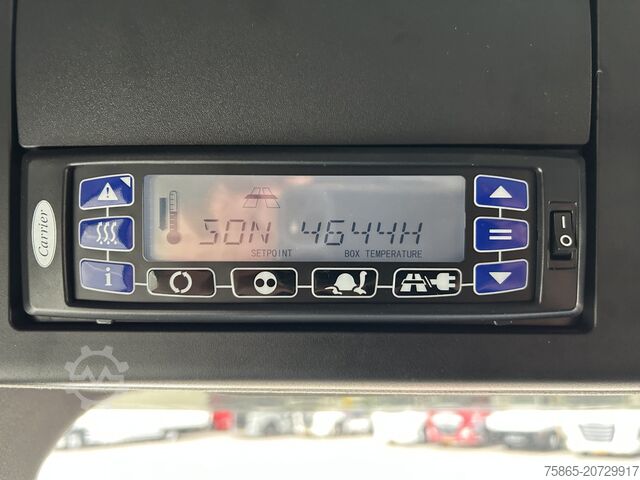 Carrier
SON 4644H
SETPOINT BOX TEMPERATURE
i
I
O
75865-20729917